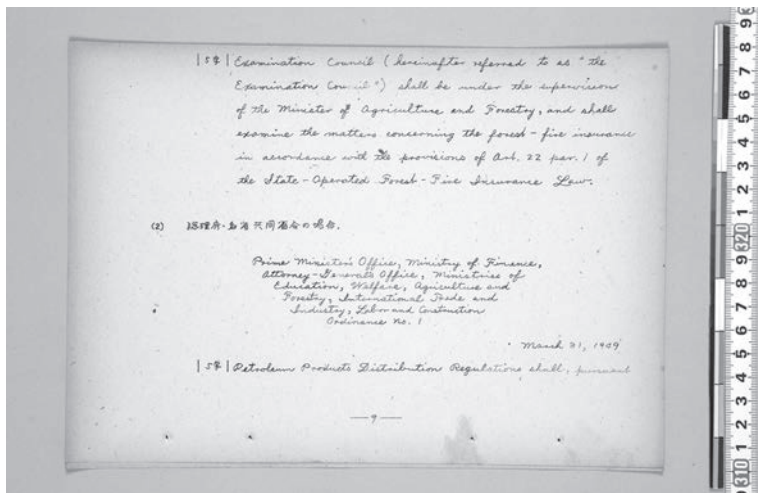 |5字| Examination Council (hereinafter referred to as "the
Examination Council") shall be under the supervision
of the Minister of Agriculture and Forestry, and shall
examine the matters concerning the forest-fire insurance
in accordance with the provisions of Art. 22 par. 1 of
the State-Operated Forest-Fire Insurance Law.
(2) 総理府・各省共同省令の場合.
Prime Minister's Office, Ministry of Finance,
Attorney-General's Office, Ministries of
Education, Welfare, Agriculture and
Forestry, International Trade and
Industry, Labor and Construction
Ordinance No. 1
March 31, 1949
|5字| Petroleum Products Distribution Regulations shall, pursuant
—9—